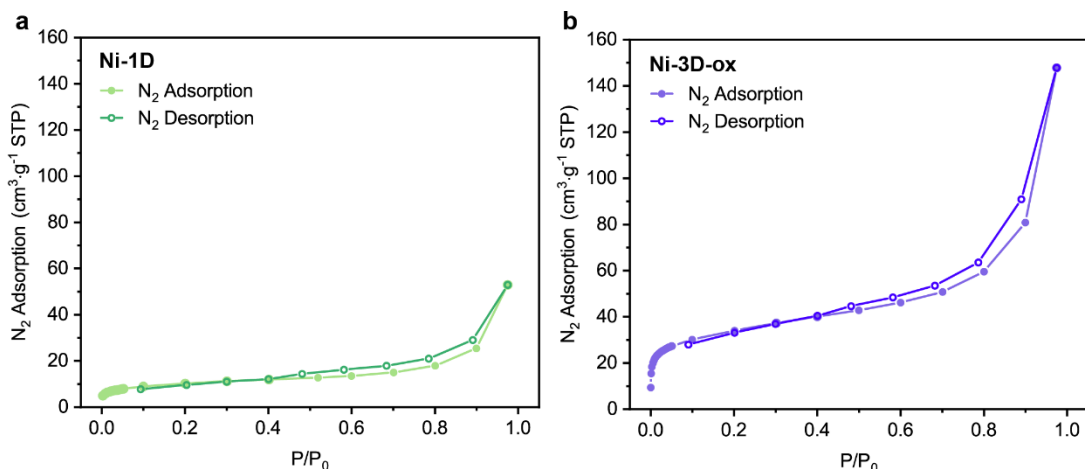 a
Ni-1D
N₂ Adsorption
N₂ Desorption
N₂ Adsorption (cm³·g⁻¹ STP)
160
140
120
100
80
60
40
20
0
0.0 0.2 0.4 0.6 0.8 1.0
P/P₀
b
Ni-3D-ox
N₂ Adsorption
N₂ Desorption
N₂ Adsorption (cm³·g⁻¹ STP)
160
140
120
100
80
60
40
20
0
0.0 0.2 0.4 0.6 0.8 1.0
P/P₀